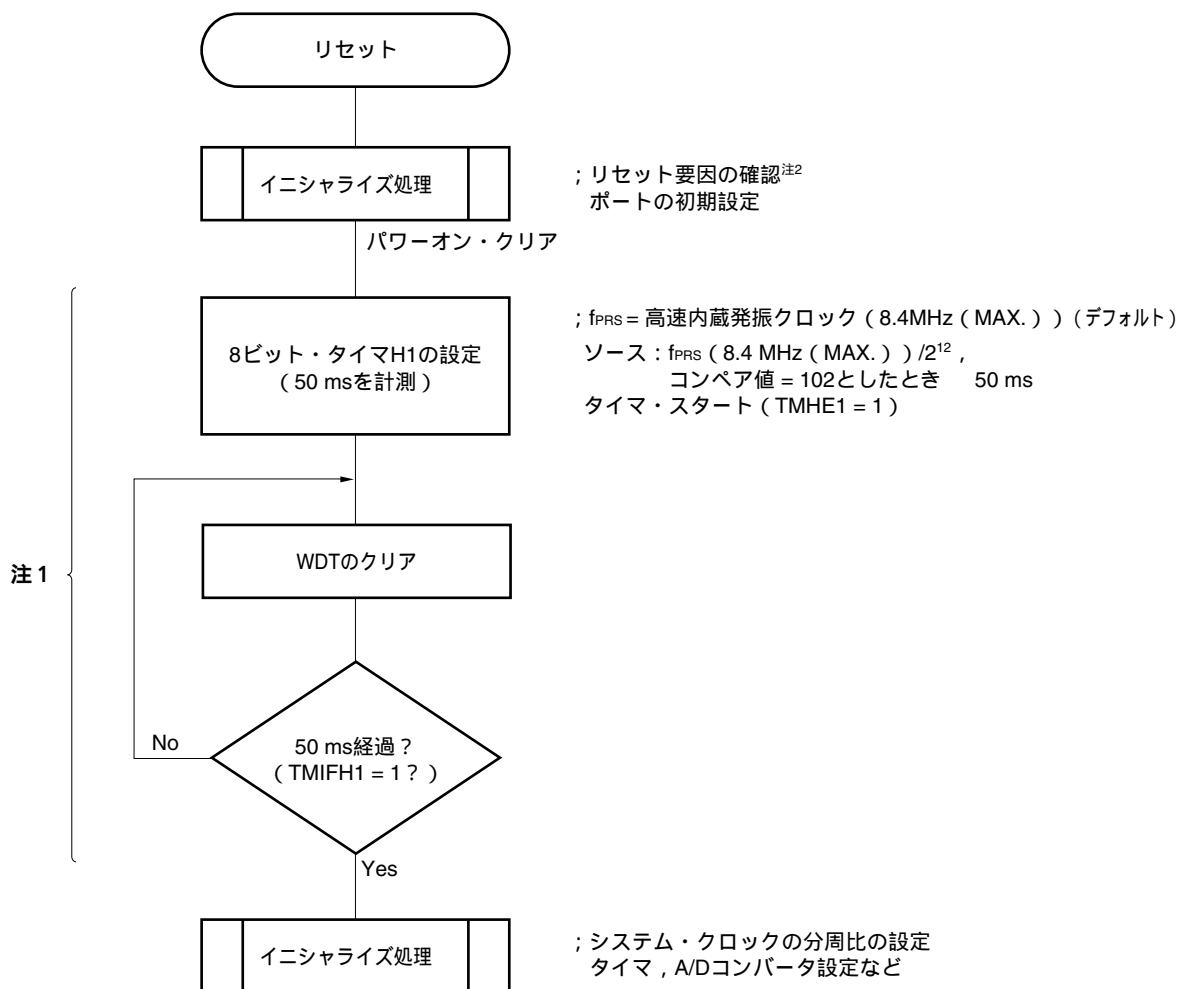 リセット
イニシャライズ処理
；リセット要因の確認注2
ポートの初期設定
パワーオン・クリア
8ビット・タイマH1の設定
（50 msを計測）
；fPRS = 高速内蔵発振クロック（8.4MHz（MAX.））（デフォルト）
ソース：fPRS（8.4 MHz（MAX.））/2¹²，
コンペア値 = 102としたとき　50 ms
タイマ・スタート（TMHE1 = 1）
注1
WDTのクリア
No
50 ms経過？
（TMIFH1 = 1？）
Yes
イニシャライズ処理
；システム・クロックの分周比の設定
タイマ，A/Dコンバータ設定など